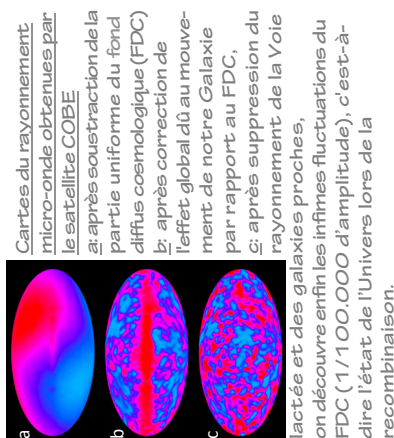 Cartes du rayonnement
micro-onde obtenues par
le satellite COBE
a: après soustraction de la
partie uniforme du fond
diffus cosmologique (FDC)
b: après correction de
l'effet global dû au mouve-
ment de notre Galaxie
par rapport au FDC,
c: après suppression du
rayonnement de la Voie
lactée et des galaxies proches,
on découvre enfin les infimes fluctuations du
FDC (1/100.000 d'amplitude), c'est-à-
dire l'état de l'Univers lors de la
recombinaison.
a
b
c